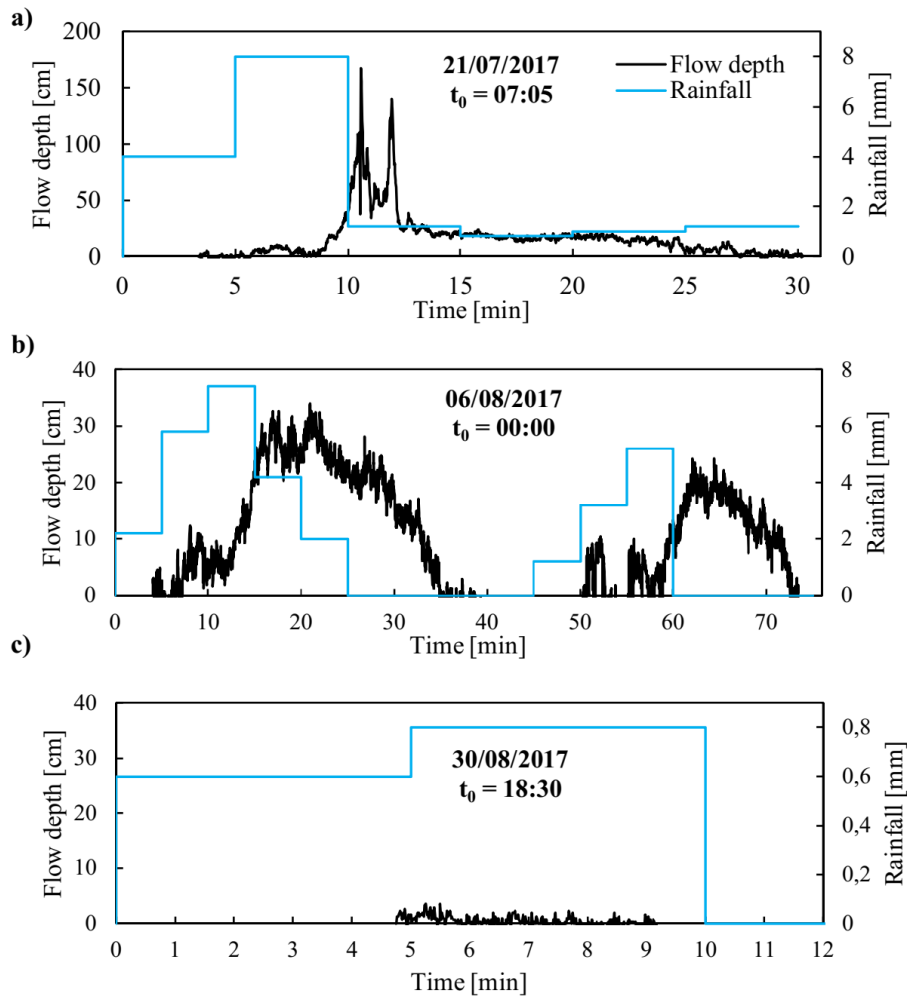 a)
200
150
100
50
0
Flow depth [cm]
21/07/2017
t₀ = 07:05
Flow depth
Rainfall
8
6
4
2
0
Rainfall [mm]
0 5 10 15 20 25 30
Time [min]
b)
40
30
20
10
0
Flow depth [cm]
06/08/2017
t₀ = 00:00
8
6
4
2
0
Rainfall [mm]
0 10 20 30 40 50 60 70
Time [min]
c)
40
30
20
10
0
Flow depth [cm]
30/08/2017
t₀ = 18:30
0,8
0,6
0,4
0,2
0
Rainfall [mm]
0 1 2 3 4 5 6 7 8 9 10 11 12
Time [min]